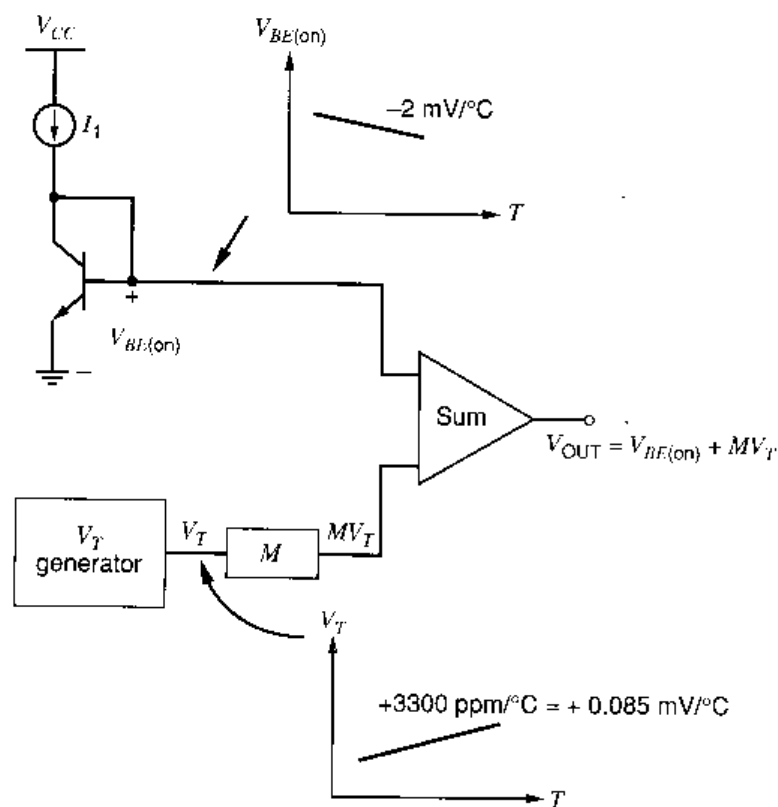 V_CC
I_1
V_BE(on)
−2 mV/°C
T
+
V_BE(on)
−
Sum
V_OUT = V_BE(on) + MV_T
V_T
generator
V_T
M
MV_T
V_T
+3300 ppm/°C = + 0.085 mV/°C
T